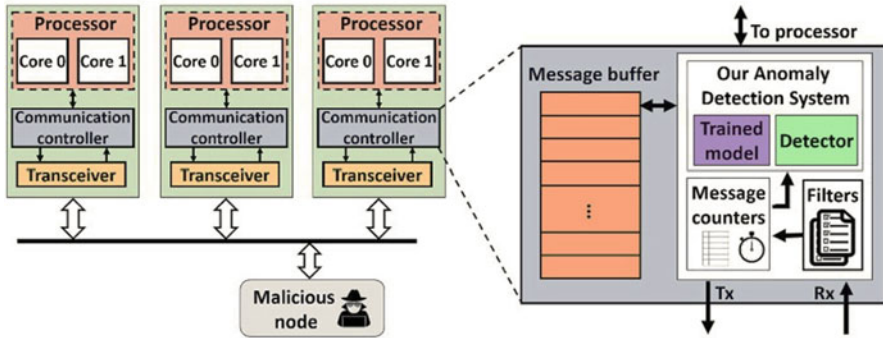 Processor
Core 0 Core 1
Communication
controller
Transceiver
Processor
Core 0 Core 1
Communication
controller
Transceiver
Processor
Core 0 Core 1
Communication
controller
Transceiver
Malicious
node
To processor
Message buffer
Our Anomaly
Detection System
Trained
model
Detector
Message
counters
Filters
Tx
Rx